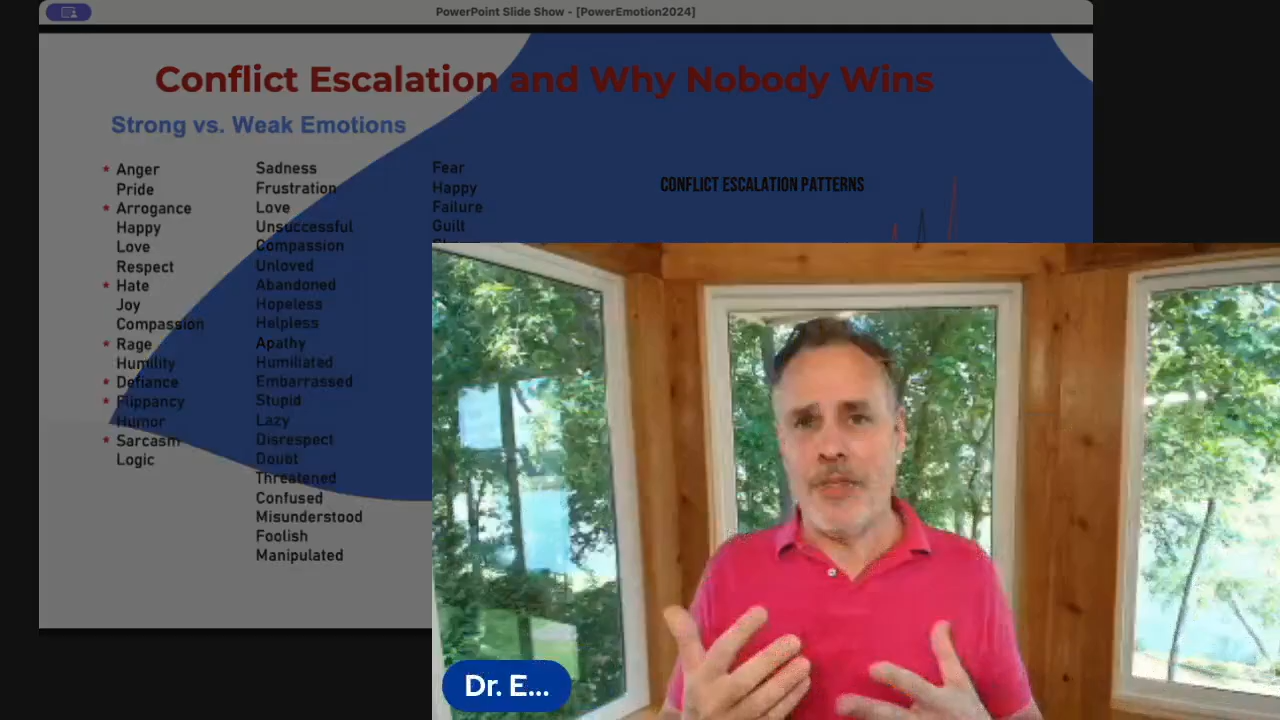 PowerPoint Slide Show - [PowerEmotion2024]
Conflict Escalation and Why Nobody Wins
Strong vs. Weak Emotions
* Anger
Pride
* Arrogance
Happy
Love
Respect
* Hate
Joy
Compassion
* Rage
Humility
* Defiance
* Flippancy
Humor
* Sarcasm
Logic
Sadness
Frustration
Love
Unsuccessful
Compassion
Unloved
Abandoned
Hopeless
Helpless
Apathy
Humiliated
Embarrassed
Stupid
Lazy
Disrespect
Doubt
Threatened
Confused
Misunderstood
Foolish
Manipulated
Fear
Happy
Failure
Guilt
CONFLICT ESCALATION PATTERNS
Dr. E...